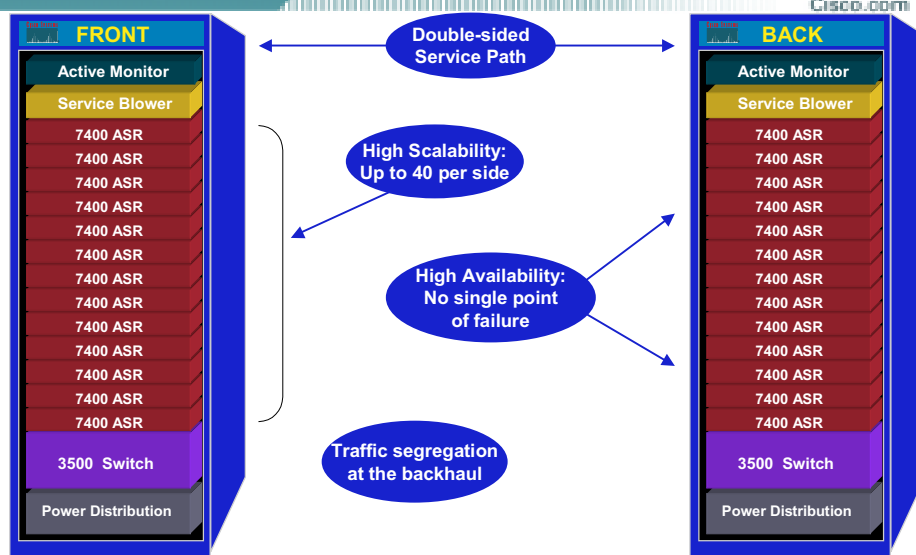 Cisco.com
FRONT
Active Monitor
Service Blower
7400 ASR
7400 ASR
7400 ASR
7400 ASR
7400 ASR
7400 ASR
7400 ASR
7400 ASR
7400 ASR
7400 ASR
7400 ASR
7400 ASR
7400 ASR
3500 Switch
Power Distribution
Double-sided
Service Path
High Scalability:
Up to 40 per side
High Availability:
No single point
of failure
Traffic segregation
at the backhaul
BACK
Active Monitor
Service Blower
7400 ASR
7400 ASR
7400 ASR
7400 ASR
7400 ASR
7400 ASR
7400 ASR
7400 ASR
7400 ASR
7400 ASR
7400 ASR
7400 ASR
7400 ASR
3500 Switch
Power Distribution